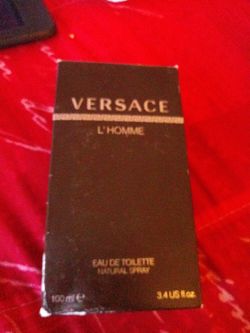 VERSACE
L'HOMME
EAU DE TOILETTE
NATURAL SPRAY
100 ml e 3.4 US fl.oz.